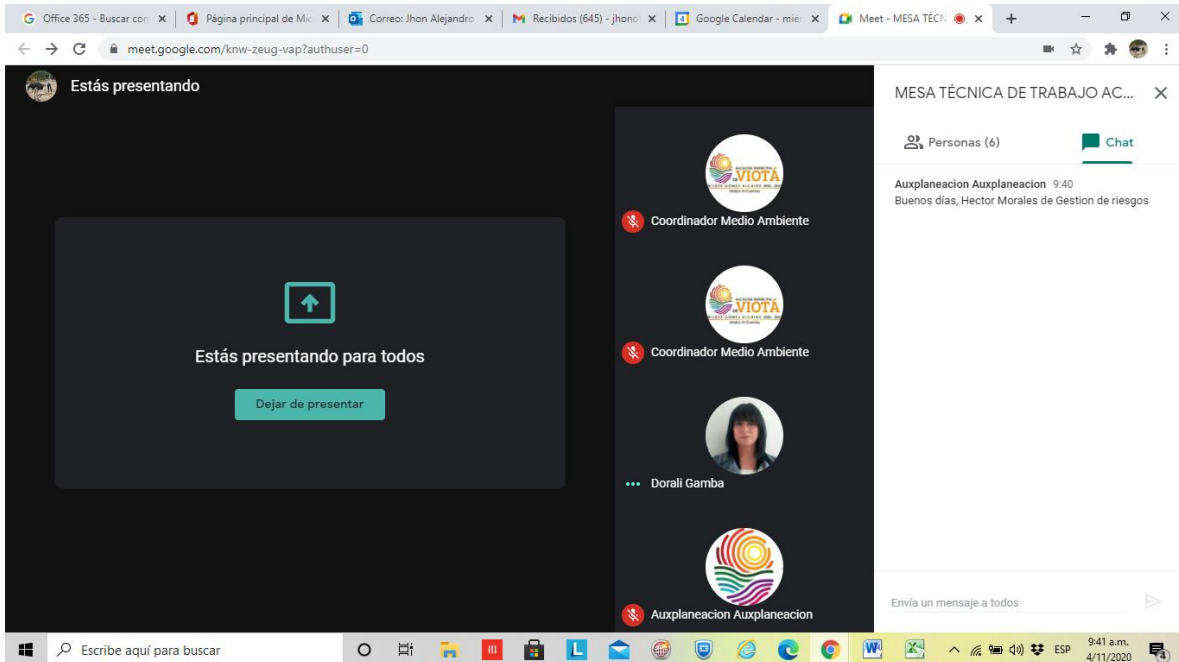 Office 365 - Buscar con
Página principal de Mic
Correo: Jhon Alejandro
Recibidos (645) - jhono
Google Calendar - miér
Meet - MESA TÉCN
meet.google.com/knw-zeug-vap?authuser=0
Estás presentando
MESA TÉCNICA DE TRABAJO AC...
Personas (6)
Chat
Auxplaneacion Auxplaneacion 9:40
Buenos días, Hector Morales de Gestion de riesgos
VIOTÁ
Coordinador Medio Ambiente
VIOTÁ
Coordinador Medio Ambiente
Estás presentando para todos
Dejar de presentar
Dorali Gamba
Auxplaneacion Auxplaneacion
Envía un mensaje a todos
Escribe aquí para buscar
ESP
9:41 a.m.
4/11/2020
4